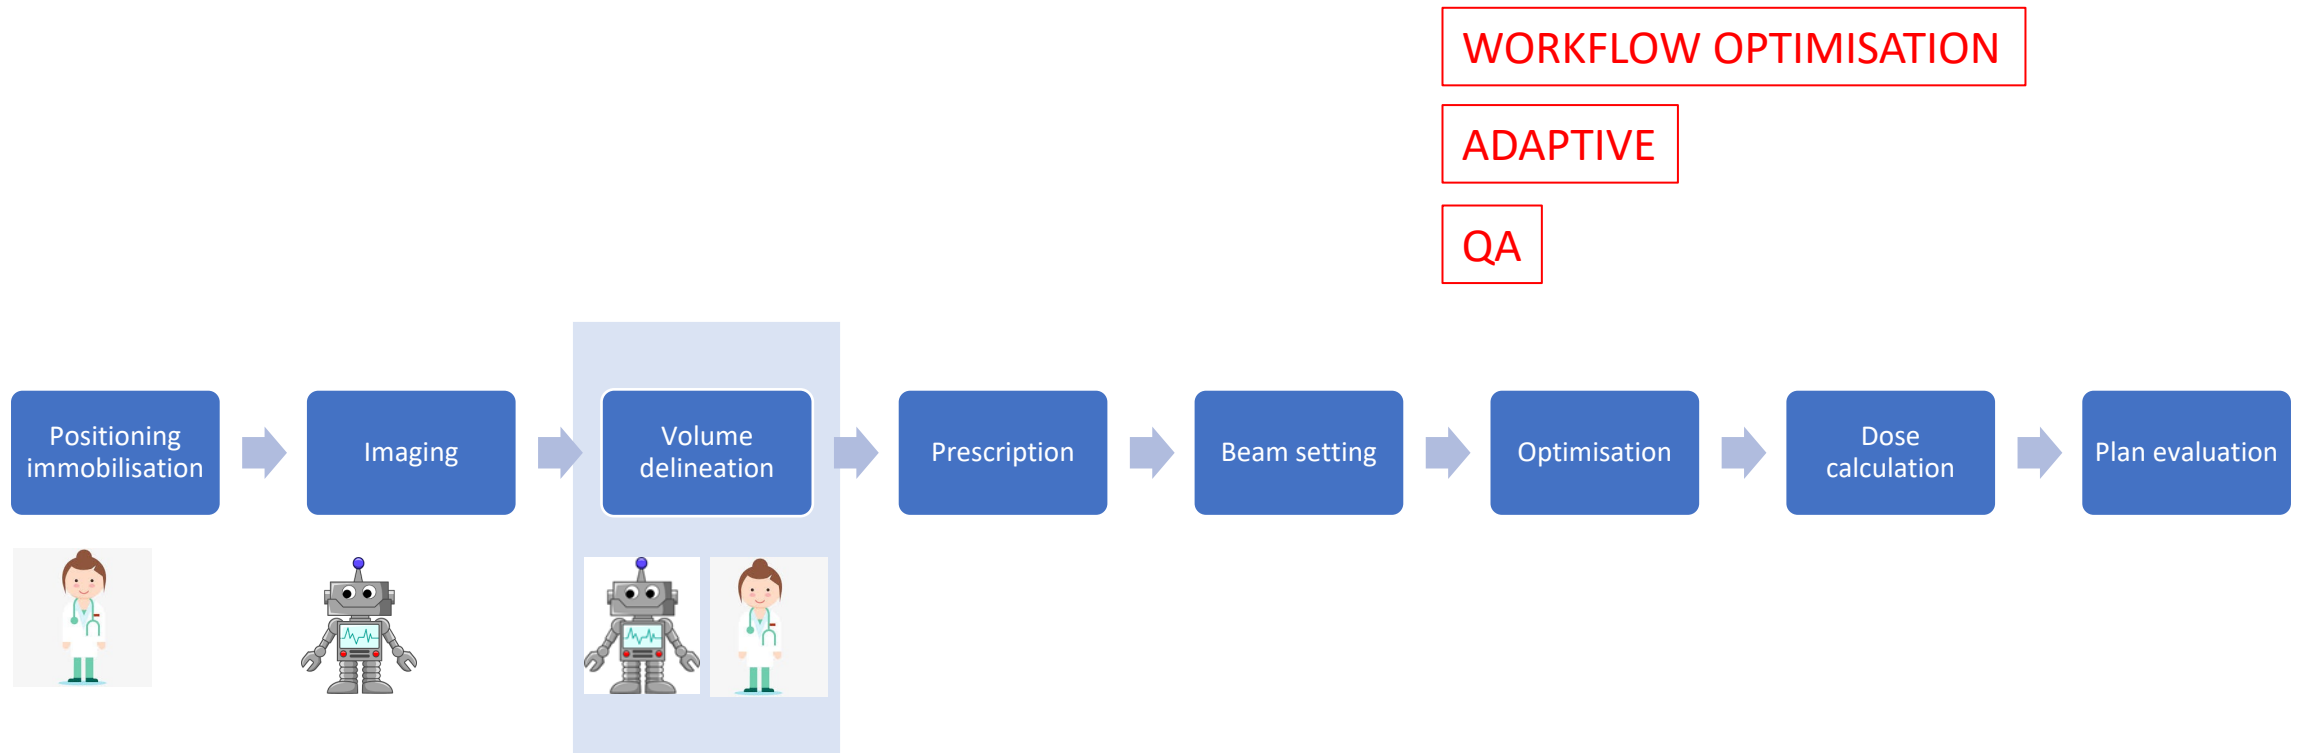 WORKFLOW OPTIMISATION
ADAPTIVE
QA
Positioning
immobilisation
Imaging
Volume
delineation
Prescription
Beam setting
Optimisation
Dose
calculation
Plan evaluation